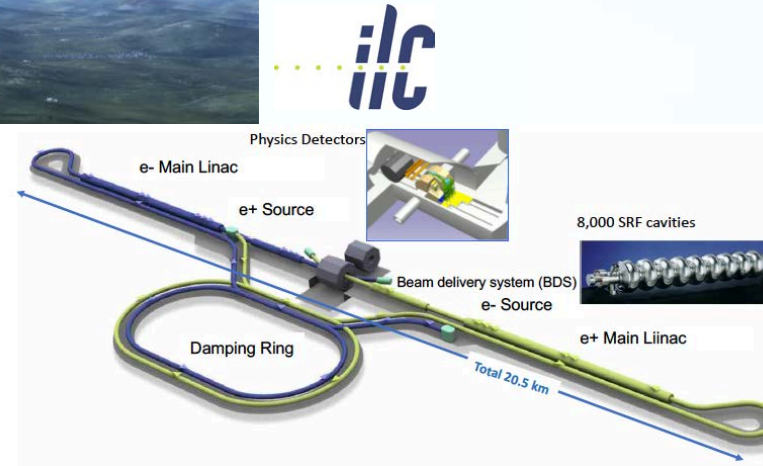 ilc
Physics Detectors
e- Main Linac
e+ Source
8,000 SRF cavities
Beam delivery system (BDS)
e- Source
e+ Main Liinac
Damping Ring
Total 20.5 km